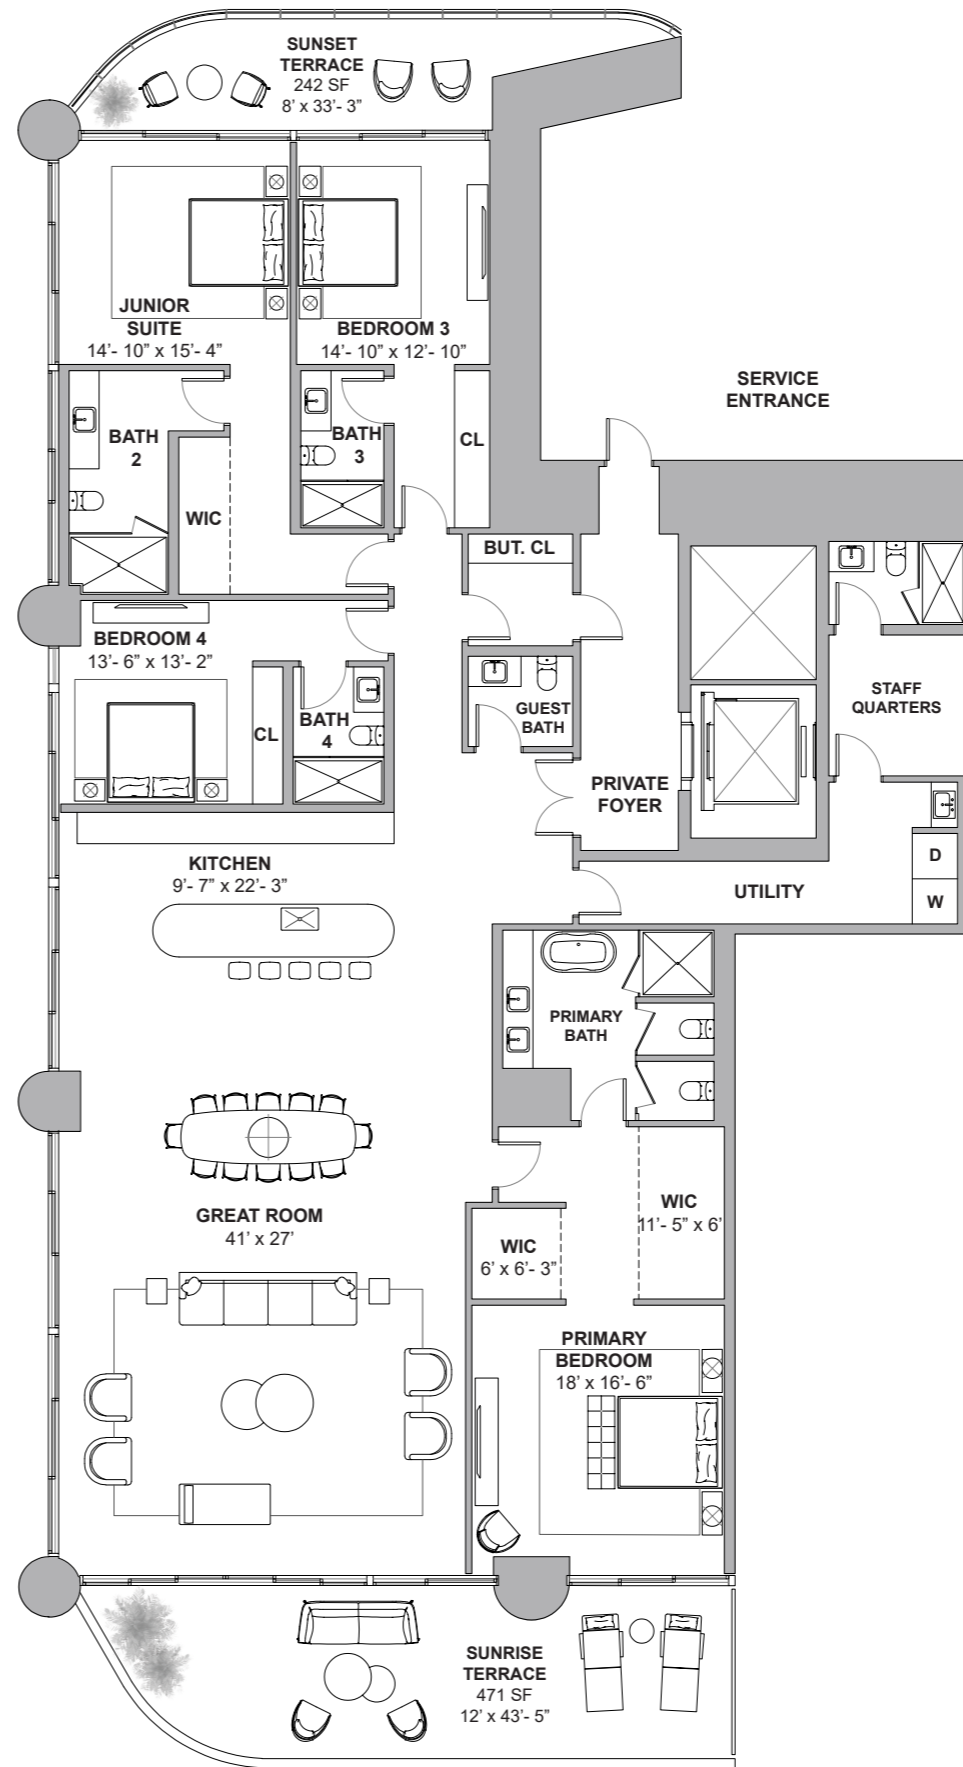 SUNSET
TERRACE
242 SF
8’ x 33’- 3”
JUNIOR
SUITE
14’- 10” x 15’- 4”
BEDROOM 3
14’- 10” x 12’- 10”
SERVICE
ENTRANCE
BATH
2
BATH
3
CL
WIC
BUT. CL
BEDROOM 4
13’- 6” x 13’- 2”
CL
BATH
4
GUEST
BATH
STAFF
QUARTERS
PRIVATE
FOYER
KITCHEN
9’- 7” x 22’- 3”
UTILITY
D
W
PRIMARY
BATH
GREAT ROOM
41’ x 27’
WIC
11’- 5” x 6’
WIC
6’ x 6’- 3”
PRIMARY
BEDROOM
18’ x 16’- 6”
SUNRISE
TERRACE
471 SF
12’ x 43’- 5”